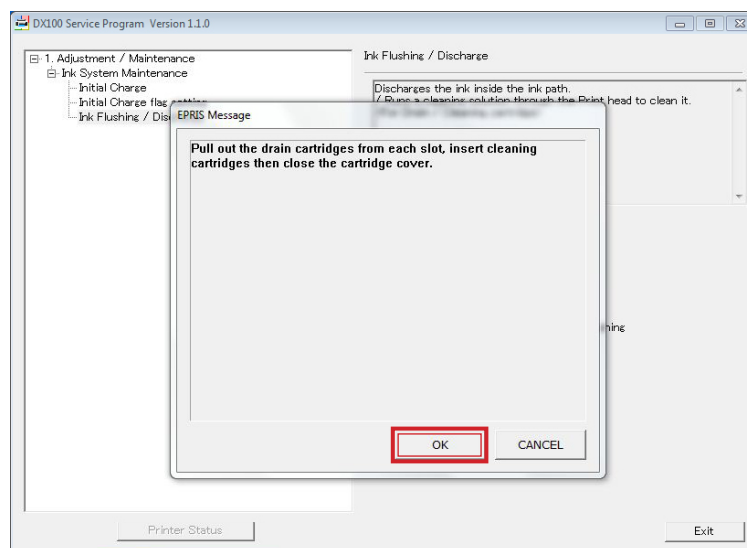 DX100 Service Program Version 1.1.0
1. Adjustment / Maintenance
Ink System Maintenance
Initial Charge
Initial Charge flag setting
Ink Flushing / Dis
Ink Flushing / Discharge
Discharges the ink inside the ink path.
/ Runs a cleaning solution through the Print head to clean it.
EPRIS Message
Pull out the drain cartridges from each slot, insert cleaning
cartridges then close the cartridge cover.
hing
OK
CANCEL
Printer Status
Exit